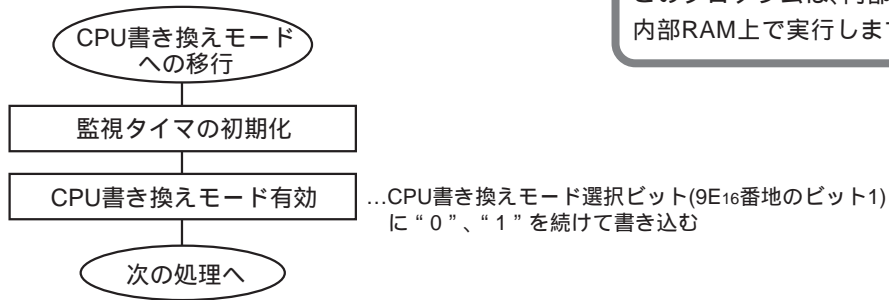 このプログラムは、内部
内部RAM上で実行しま
CPU書き換えモード
への移行
監視タイマの初期化
CPU書き換えモード有効
…CPU書き換えモード選択ビット(9E16番地のビット1)
に“0”、“1”を続けて書き込む
次の処理へ